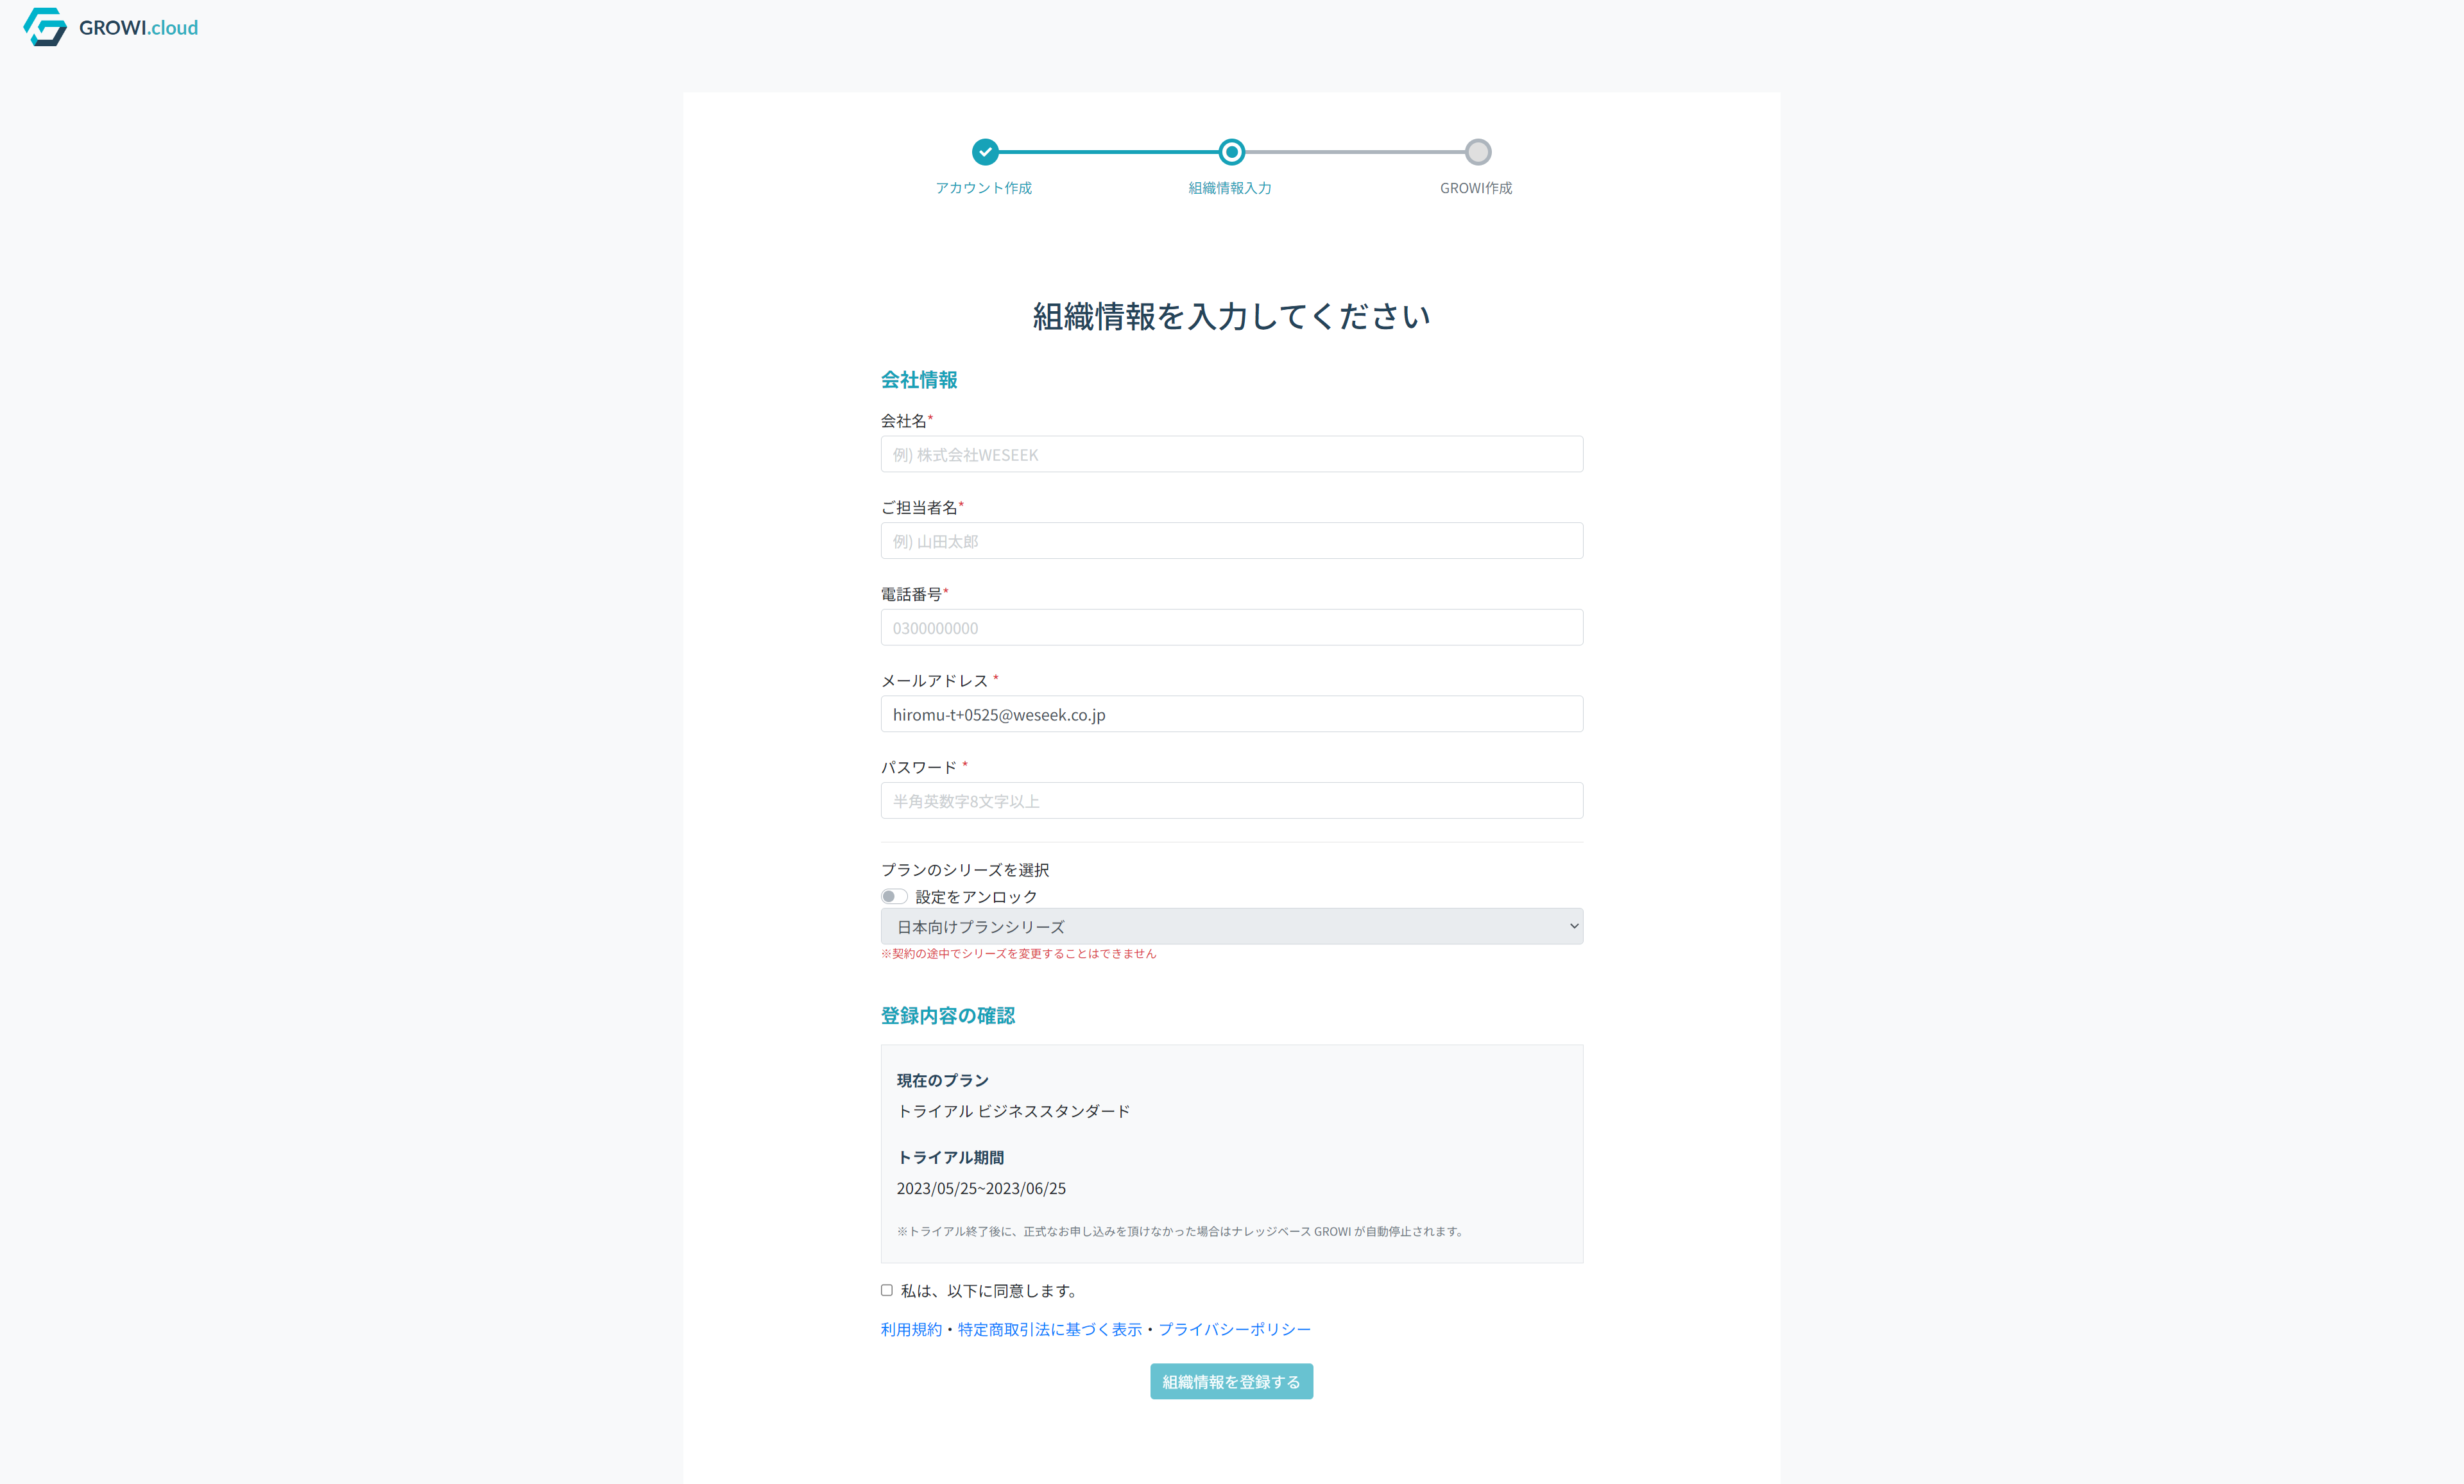 GROWI.cloud
アカウント作成
組織情報入力
GROWI作成
組織情報を入力してください
会社情報
会社名*
例) 株式会社WESEEK
ご担当者名*
例) 山田太郎
電話番号*
0300000000
メールアドレス *
hiromu-t+0525@weseek.co.jp
パスワード *
半角英数字8文字以上
プランのシリーズを選択
設定をアンロック
日本向けプランシリーズ
※契約の途中でシリーズを変更することはできません
登録内容の確認
現在のプラン
トライアル ビジネススタンダード
トライアル期間
2023/05/25~2023/06/25
※トライアル終了後に、正式なお申し込みを頂けなかった場合はナレッジベース GROWI が自動停止されます。
私は、以下に同意します。
利用規約・特定商取引法に基づく表示・プライバシーポリシー
組織情報を登録する